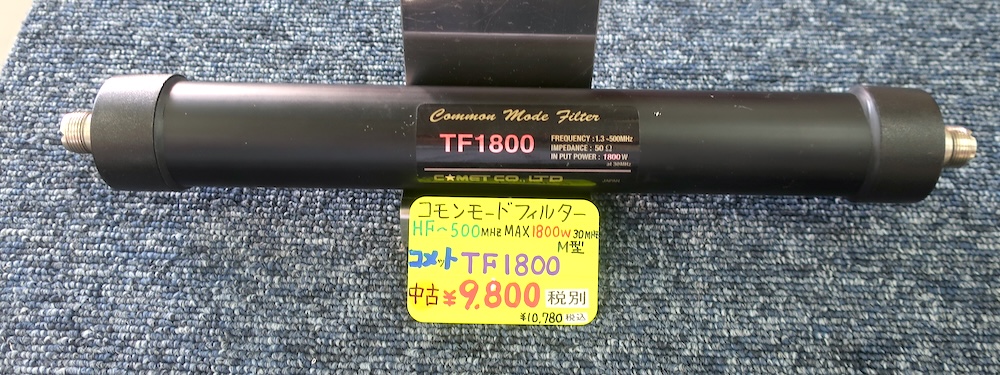 Common Mode Filter
TF1800
FREQUENCY : 1.3 ~500MHz
IMPEDANCE : 50 Ω
IN PUT POWER : 1800 W
at 30MHz
C★MET CO., LTD
JAPAN
コモンモードフィルター
HF~500MHZ MAX1800W 30MHz
M型
コメット TF1800
中古¥9.800 税別
¥10,780 税込